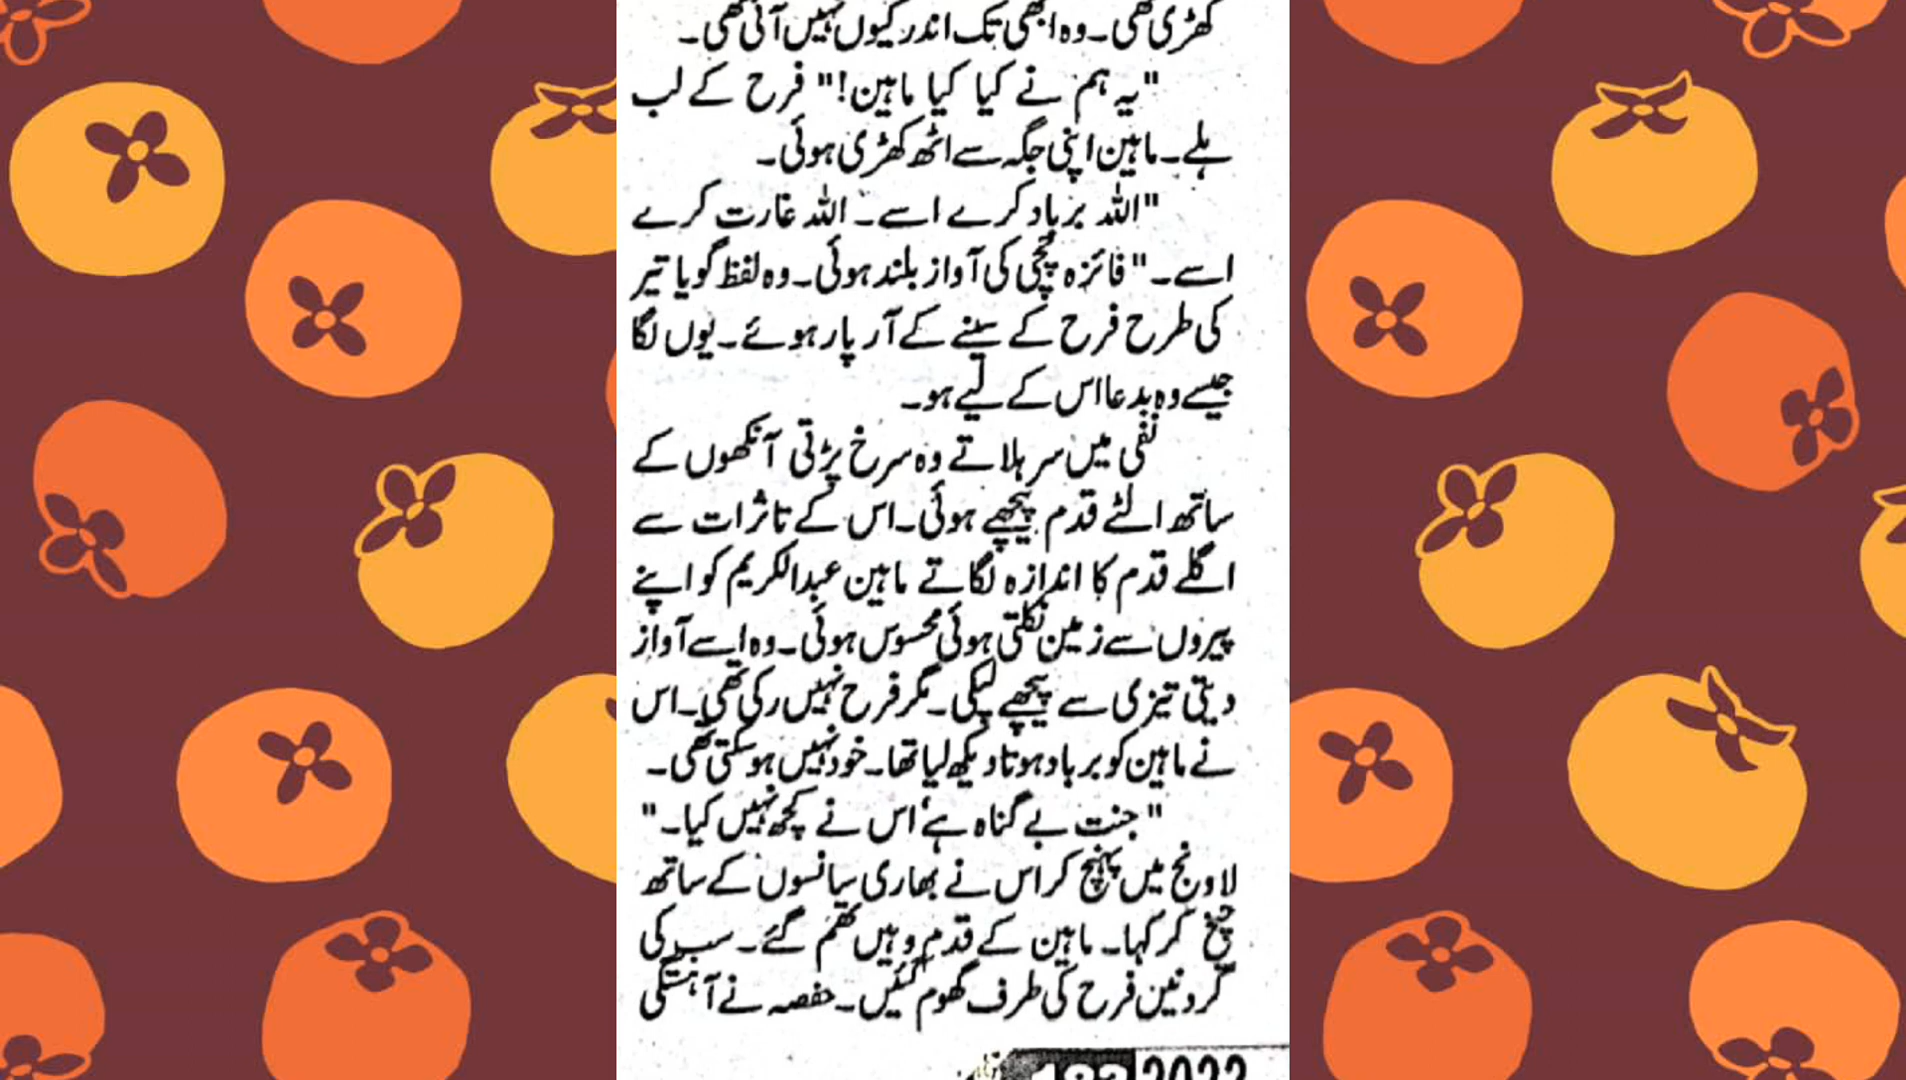 کھڑی تھی۔ وہ ابھی تک اندر کیوں نہیں آئی تھی۔
"یہ ہم نے کیا کیا ماہین!" فرح کے لب
ہلے۔ ماہین اپنی جگہ سے اٹھ کھڑی ہوئی۔
"اللہ برباد کرے اسے۔ اللہ غارت کرے
اسے۔" فائزہ چچی کی آواز بلند ہوئی۔ وہ لفظ گویا تیر
کی طرح فرح کے سینے کے آر پار ہوئے۔ یوں لگا
جیسے وہ بددعا اس کے لیے ہو۔
نفی میں سر ہلاتے وہ سرخ پڑتی آنکھوں کے
ساتھ الٹے قدم پیچھے ہوئی۔ اس کے تاثرات سے
اگلے قدم کا اندازہ لگاتے ماہین عبدالکریم کو اپنے
پیروں سے زمین نکلتی ہوئی محسوس ہوئی۔ وہ اسے آواز
دیتی تیزی سے پیچھے لپکی۔ مگر فرح نہیں رکی تھی۔ اس
نے ماہین کو برباد ہوتا دیکھ لیا تھا۔ خود نہیں ہو سکتی تھی۔
"جنت بے گناہ ہے، اس نے کچھ نہیں کیا۔"
لاونج میں پہنچ کر اس نے بھاری سانسوں کے ساتھ
چیخ کر کہا۔ ماہین کے قدم وہیں تھم گئے۔ سب کی
گردنیں فرح کی طرف گھوم گئیں۔ حفصہ نے آہستگی
2022